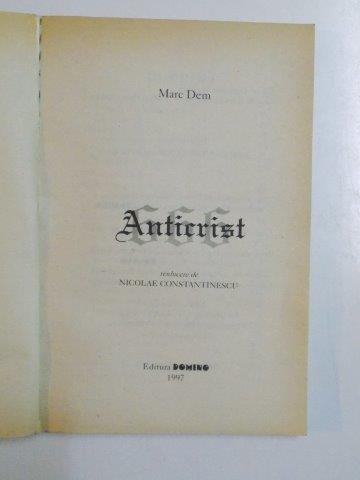 Marc Dem
666
Anticrist
traducere de
NICOLAE CONSTANTINESCU
Editura DOMINO
1997